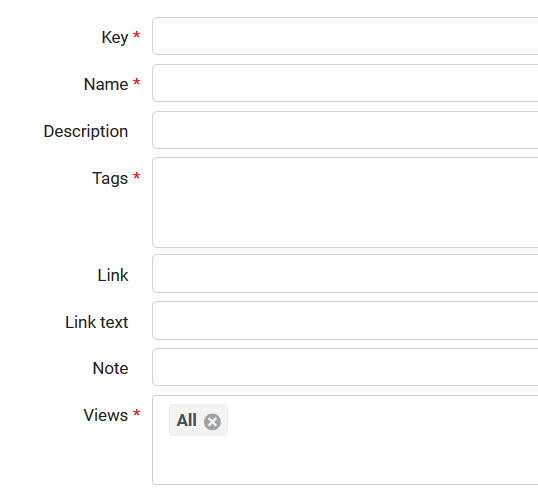 Key *
Name *
Description
Tags *
Link
Link text
Note
Views *
All